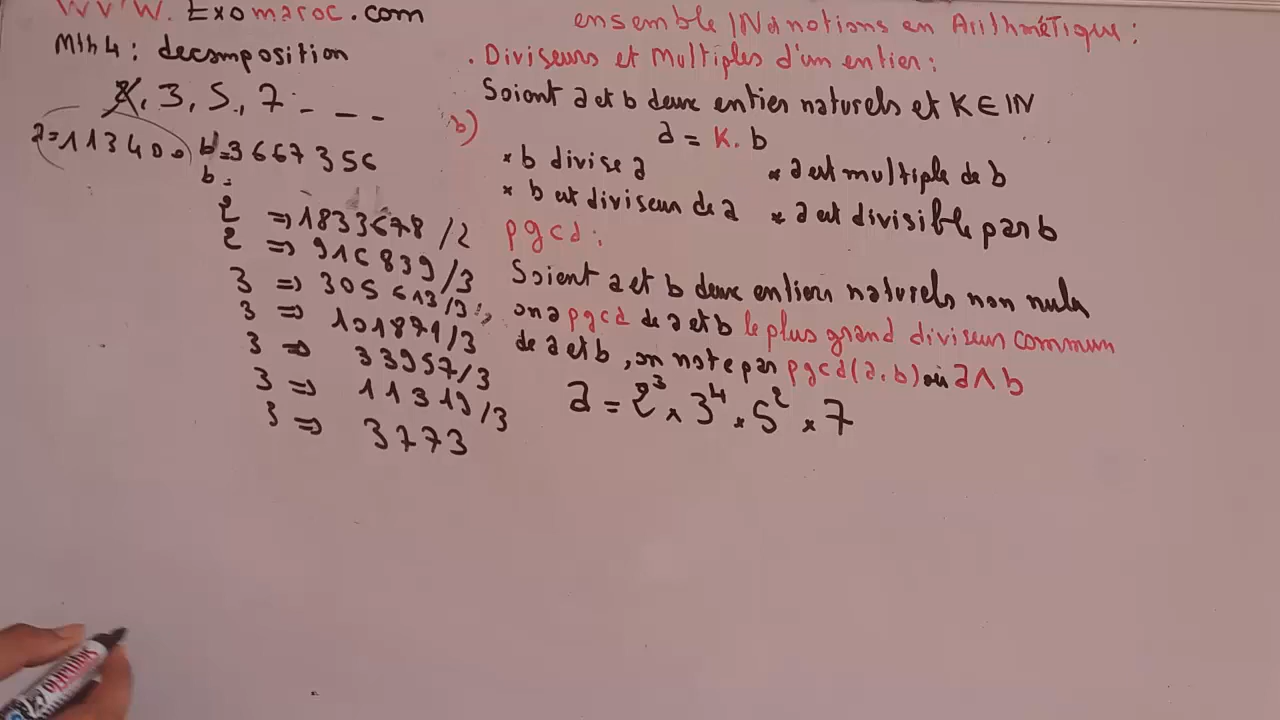 www.Exomaroc.com
Mth4: decomposition
2, 3, 5, 7 - - -
a=113400 b=3667356
b=
2 => 1833678 /2
2 => 916839 /3
3 => 305613 /3
3 => 101871 /3
3 => 33957 /3
3 => 11319 /3
3 => 3773
ensemble IN notions en Arithmétique:
. Diviseurs et Multiples d'un entier:
Soient a et b deux entier naturels et K ∈ IN
b) a = K. b
* b divise a * a est multiple de b
* b est diviseur de a * a est divisible par b
pgcd:
Soient a et b deux entiers naturels non nuls
on a pgcd de a et b le plus grand diviseur commun
de a et b, on note par pgcd(a,b) ou a∧b
a = 2³ × 3⁴ × 5² × 7